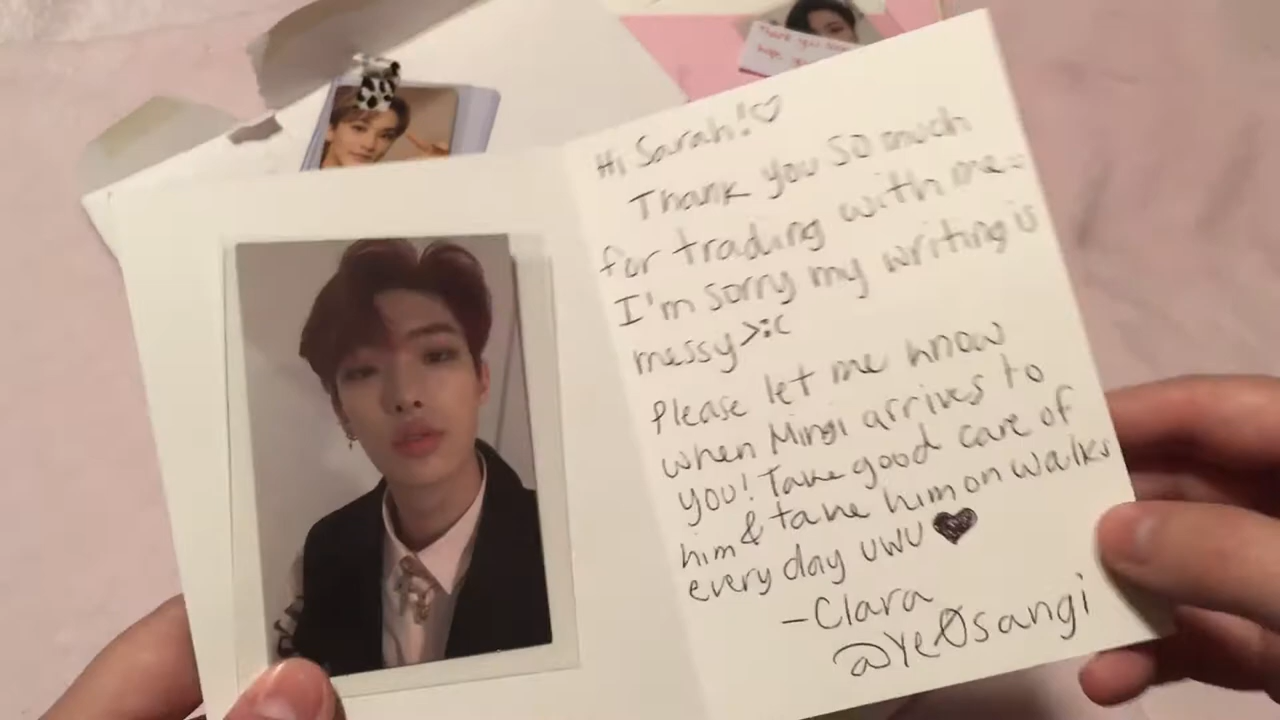 Thank you
Hi Sarah!♡
Thank you so much
for trading with me..
I'm sorry my writing is
messy >:(
Please let me know
when Mingi arrives to
you! Take good care of
him & take him on walks
every day uwu ♥
-Clara
@Ye0sangi